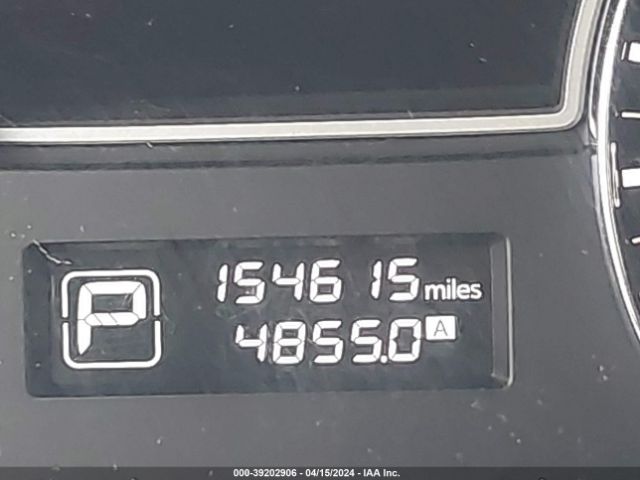 P
154615 miles
4855.0 A
000-39202906 - 04/15/2024 - IAA Inc.